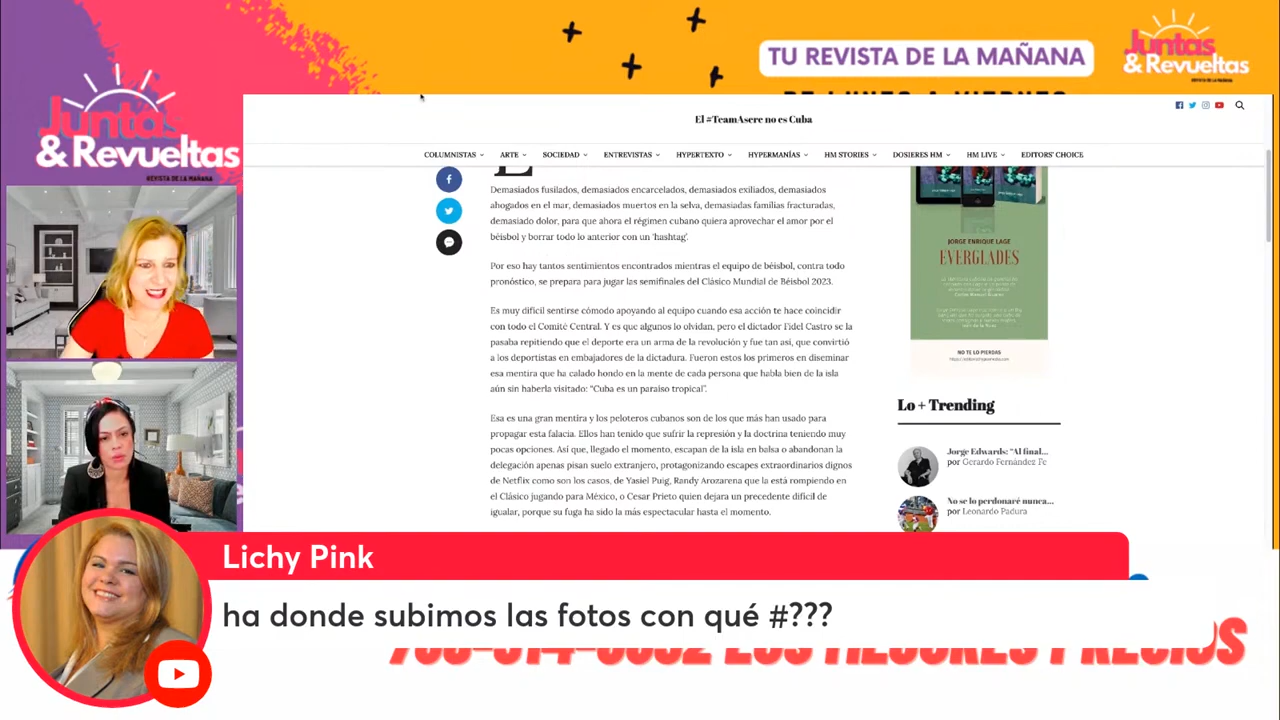 TU REVISTA DE LA MAÑANA
Juntas
& Revueltas
REVISTA DE LA MAÑANA
Juntas
& Revueltas
REVISTA DE LA MAÑANA
DE LUNES A VIERNES
El #TeamAsere no es Cuba
COLUMNISTAS ARTE SOCIEDAD ENTREVISTAS HYPERTEXTO HYPERMANÍAS HM STORIES DOSIERES HM HM LIVE EDITORS' CHOICE
Demasiados fusilados, demasiados encarcelados, demasiados exiliados, demasiados
ahogados en el mar, demasiados muertos en la selva, demasiadas familias fracturadas,
demasiado dolor, para que ahora el régimen cubano quiera aprovechar el amor por el
béisbol y borrar todo lo anterior con un 'hashtag'.
Por eso hay tantos sentimientos encontrados mientras el equipo de béisbol, contra todo
pronóstico, se prepara para jugar las semifinales del Clásico Mundial de Béisbol 2023.
Es muy difícil sentirse cómodo apoyando al equipo cuando esa acción te hace coincidir
con todo el Comité Central. Y es que algunos lo olvidan, pero el dictador Fidel Castro se la
pasaba repitiendo que el deporte era un arma de la revolución y fue tan así, que convirtió
a los deportistas en embajadores de la dictadura. Fueron estos los primeros en diseminar
esa mentira que ha calado hondo en la mente de cada persona que habla bien de la isla
aún sin haberla visitado: "Cuba es un paraíso tropical".
Esa es una gran mentira y los peloteros cubanos son de los que más han usado para
propagar esta falacia. Ellos han tenido que sufrir la represión y la doctrina teniendo muy
pocas opciones. Así que, llegado el momento, escapan de la isla en balsa o abandonan la
delegación apenas pisan suelo extranjero, protagonizando escapes extraordinarios dignos
de Netflix como son los casos, de Yasiel Puig, Randy Arozarena que la está rompiendo en
el Clásico jugando para México, o Cesar Prieto quien dejara un precedente difícil de
igualar, porque su fuga ha sido la más espectacular hasta el momento.
JORGE ENRIQUE LAGE
EVERGLADES
NO TE LO PIERDAS
Lo + Trending
Jorge Edwards: "Al final...
por Gerardo Fernández Fe
No se lo perdonaré nunca...
por Leonardo Padura
Lichy Pink
ha donde subimos las fotos con qué #???
LOS MEJORES PRECIOS